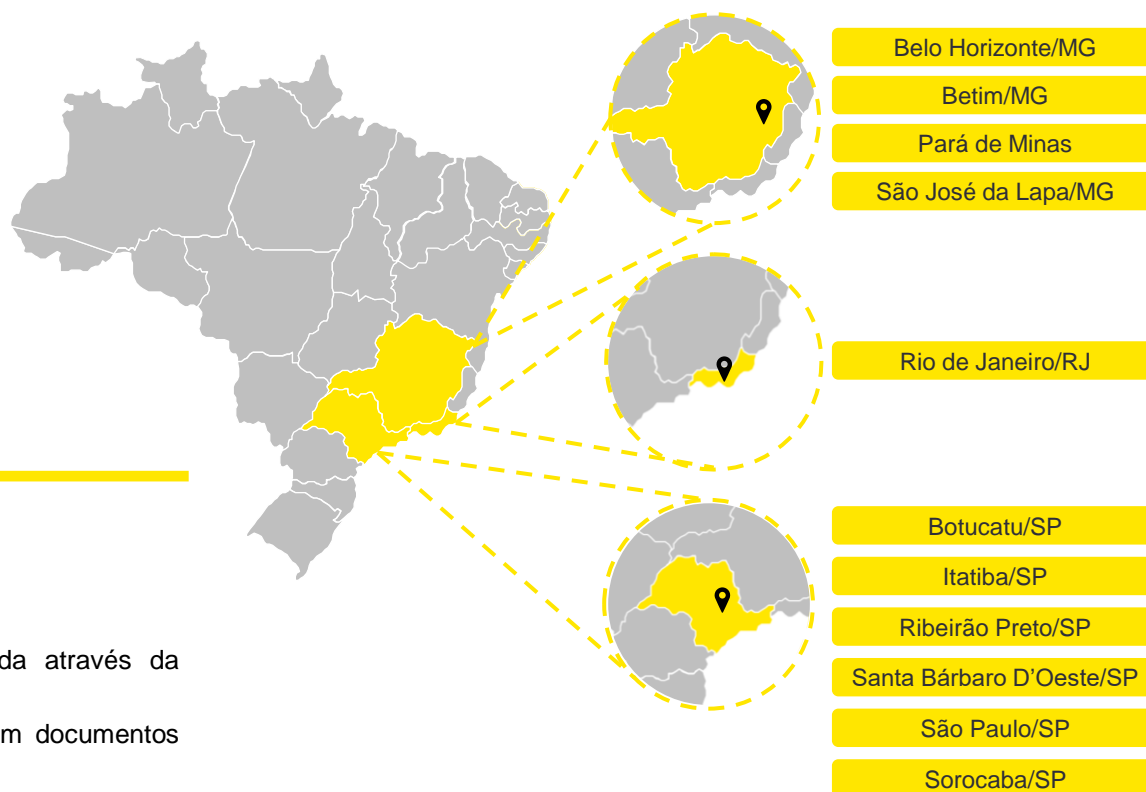 Belo Horizonte/MG
Betim/MG
Pará de Minas
São José da Lapa/MG
Rio de Janeiro/RJ
Botucatu/SP
Itatiba/SP
Ribeirão Preto/SP
Santa Bárbaro D’Oeste/SP
São Paulo/SP
Sorocaba/SP
da através da
m documentos